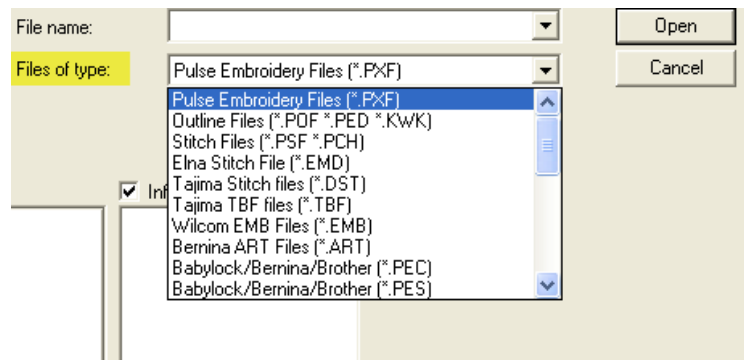 File name:
Open
Files of type:
Pulse Embroidery Files (*.PXF)
Cancel
Pulse Embroidery Files (*.PXF)
Outline Files (*.POF *.PED *.KWK)
Stitch Files (*.PSF *.PCH)
Elna Stitch File (*.EMD)
Tajima Stitch files (*.DST)
Tajima TBF files (*.TBF)
Wilcom EMB Files (*.EMB)
Bernina ART Files (*.ART)
Babylock/Bernina/Brother (*.PEC)
Babylock/Bernina/Brother (*.PES)